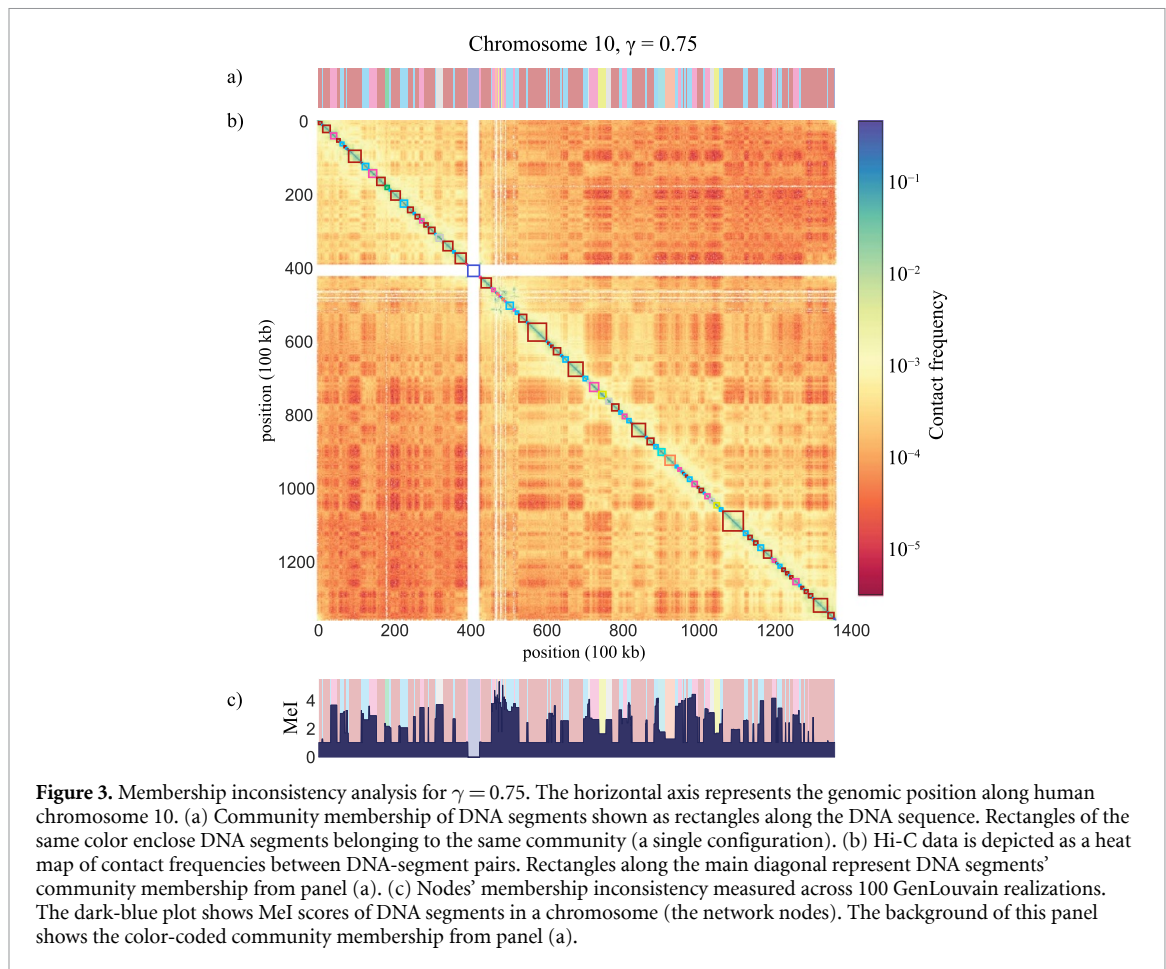 Chromosome 10, γ = 0.75
a)
b)
0
200
400
600
800
1000
1200
position (100 kb)
0 200 400 600 800 1000 1200 1400
position (100 kb)
10⁻¹
10⁻²
10⁻³
10⁻⁴
10⁻⁵
Contact frequency
c)
MeI
4
2
0
Figure 3. Membership inconsistency analysis for γ = 0.75. The horizontal axis represents the genomic position along human
chromosome 10. (a) Community membership of DNA segments shown as rectangles along the DNA sequence. Rectangles of the
same color enclose DNA segments belonging to the same community (a single configuration). (b) Hi-C data is depicted as a heat
map of contact frequencies between DNA-segment pairs. Rectangles along the main diagonal represent DNA segments’
community membership from panel (a). (c) Nodes’ membership inconsistency measured across 100 GenLouvain realizations.
The dark-blue plot shows MeI scores of DNA segments in a chromosome (the network nodes). The background of this panel
shows the color-coded community membership from panel (a).